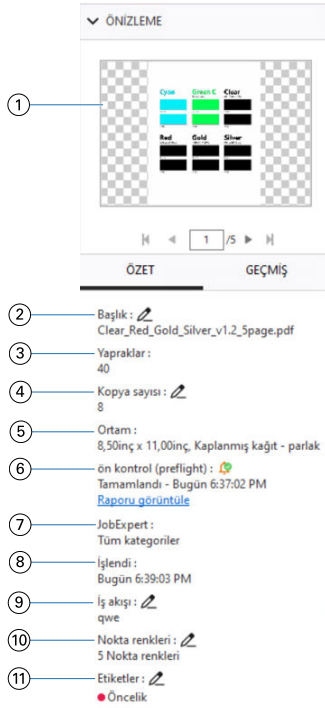 ÖNİZLEME
1
Cyan Green C Clear
Red Gold Silver
1 /5
ÖZET GEÇMİŞ
2 Başlık :
Clear_Red_Gold_Silver_v1.2_5page.pdf
3 Yapraklar :
40
4 Kopya sayısı :
8
5 Ortam :
8,50inç x 11,00inç, Kaplanmış kağıt - parlak
6 ön kontrol (preflight) :
Tamamlandı - Bugün 6:37:02 PM
Raporu görüntüle
7 JobExpert :
Tüm kategoriler
8 İşlendi :
Bugün 6:39:03 PM
9 İş akışı :
qwe
10 Nokta renkleri :
5 Nokta renkleri
11 Etiketler :
Öncelik